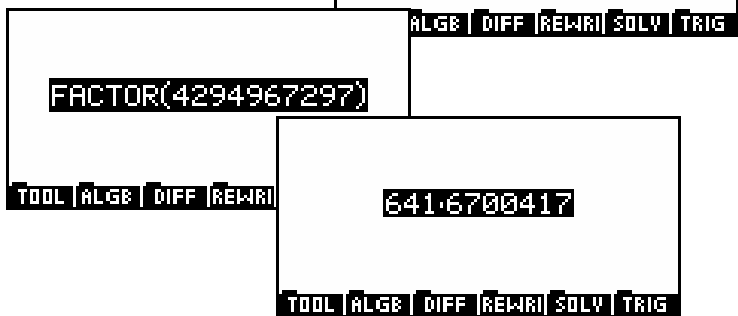 ALGB DIFF REWRI SOLV TRIG
FACTOR(4294967297)
TOOL ALGB DIFF REWRI
641·6700417
TOOL ALGB DIFF REWRI SOLV TRIG